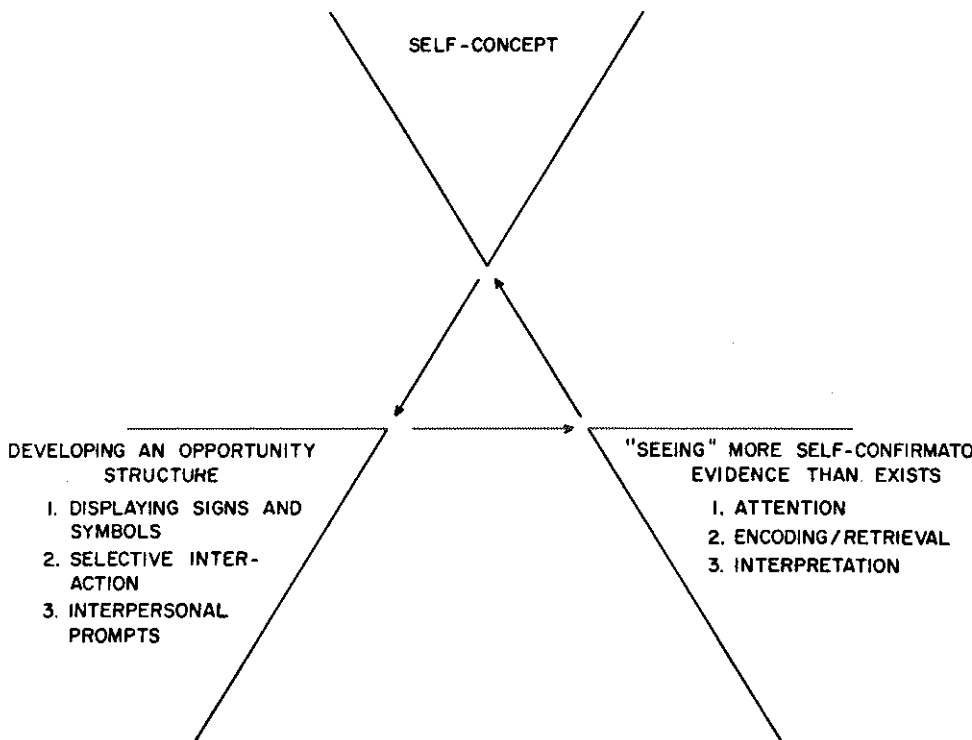 SELF-CONCEPT
DEVELOPING AN OPPORTUNITY
STRUCTURE
1. DISPLAYING SIGNS AND
SYMBOLS
2. SELECTIVE INTER-
ACTION
3. INTERPERSONAL
PROMPTS
"SEEING" MORE SELF-CONFIRMATO
EVIDENCE THAN EXISTS
1. ATTENTION
2. ENCODING/RETRIEVAL
3. INTERPRETATION